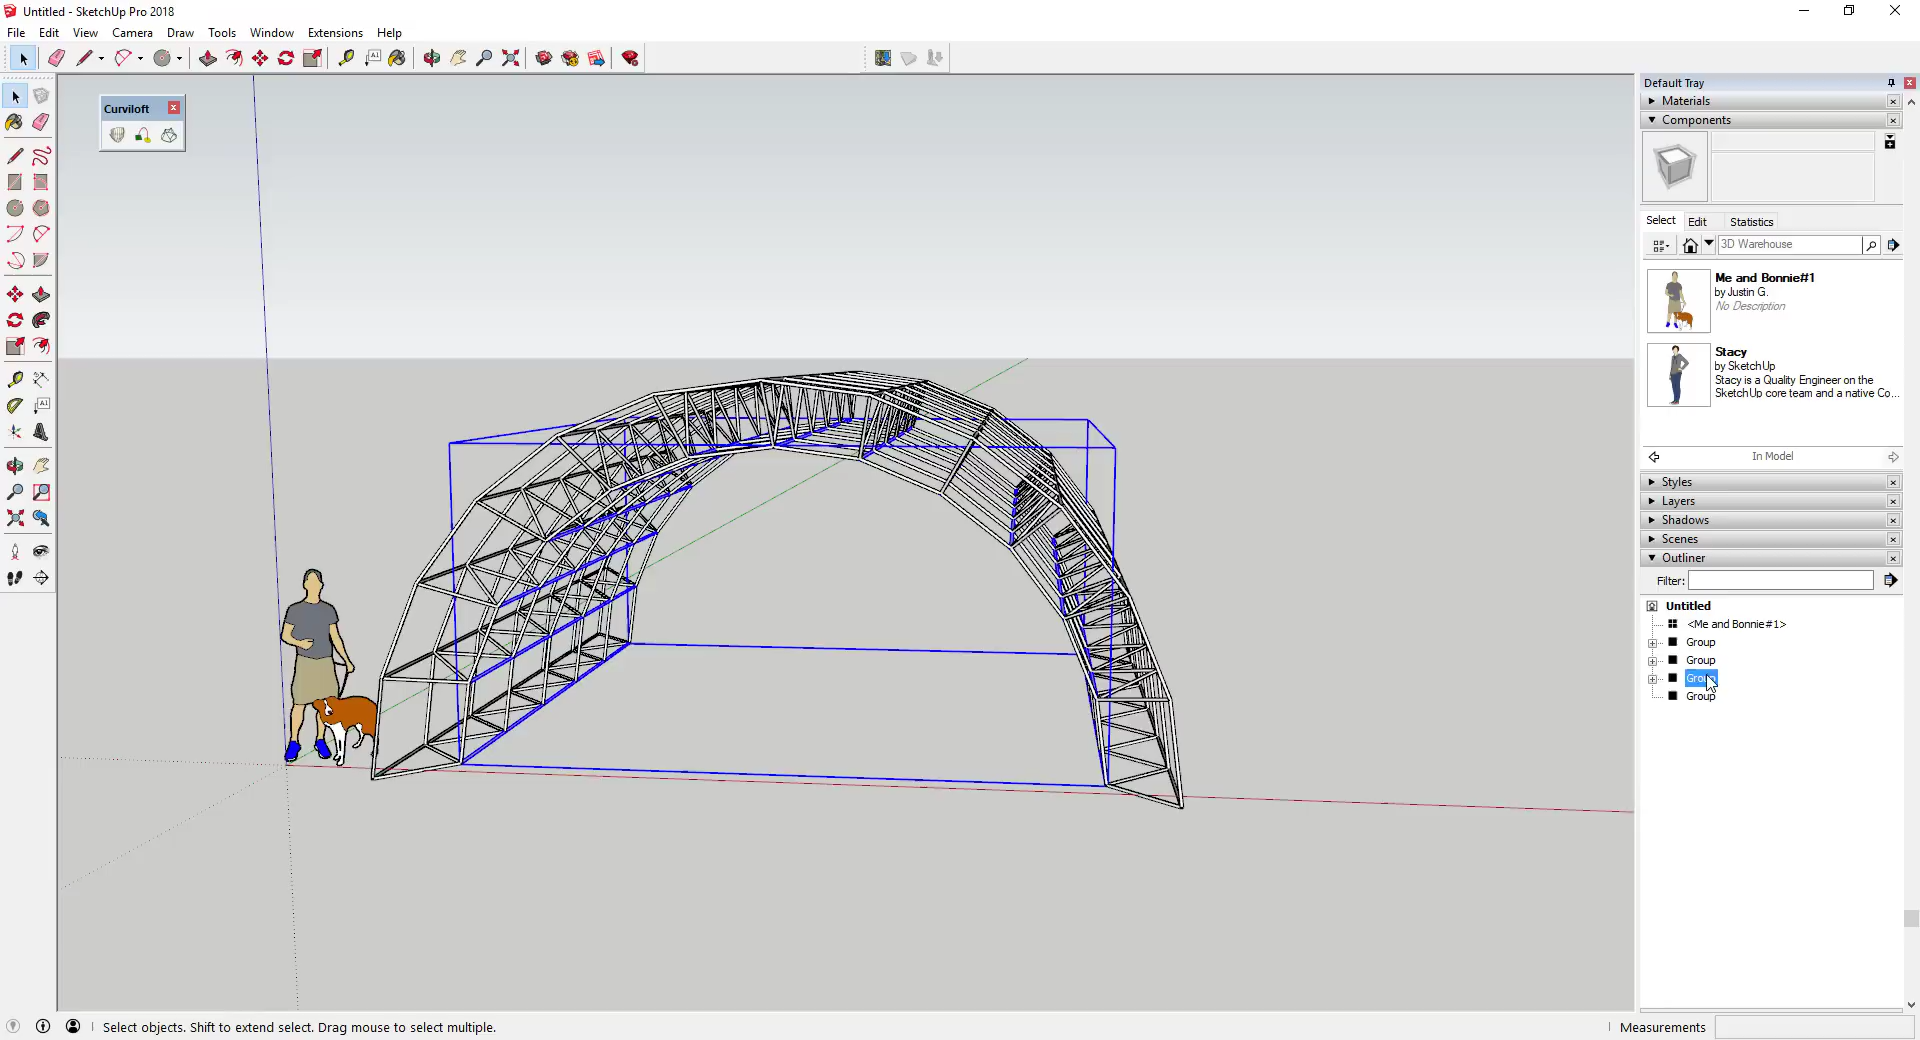 Untitled - SketchUp Pro 2018
File Edit View Camera Draw Tools Window Extensions Help
Default Tray
Materials
Curviloft
Components
Select Edit Statistics
3D Warehouse
Me and Bonnie#1
by Justin G.
No Description
Stacy
by SketchUp
Stacy is a Quality Engineer on the
SketchUp core team and a native Co...
In Model
Styles
Layers
Shadows
Scenes
Outliner
Filter:
Untitled
<Me and Bonnie#1>
Group
Group
Group
Group
Select objects. Shift to extend select. Drag mouse to select multiple.
Measurements